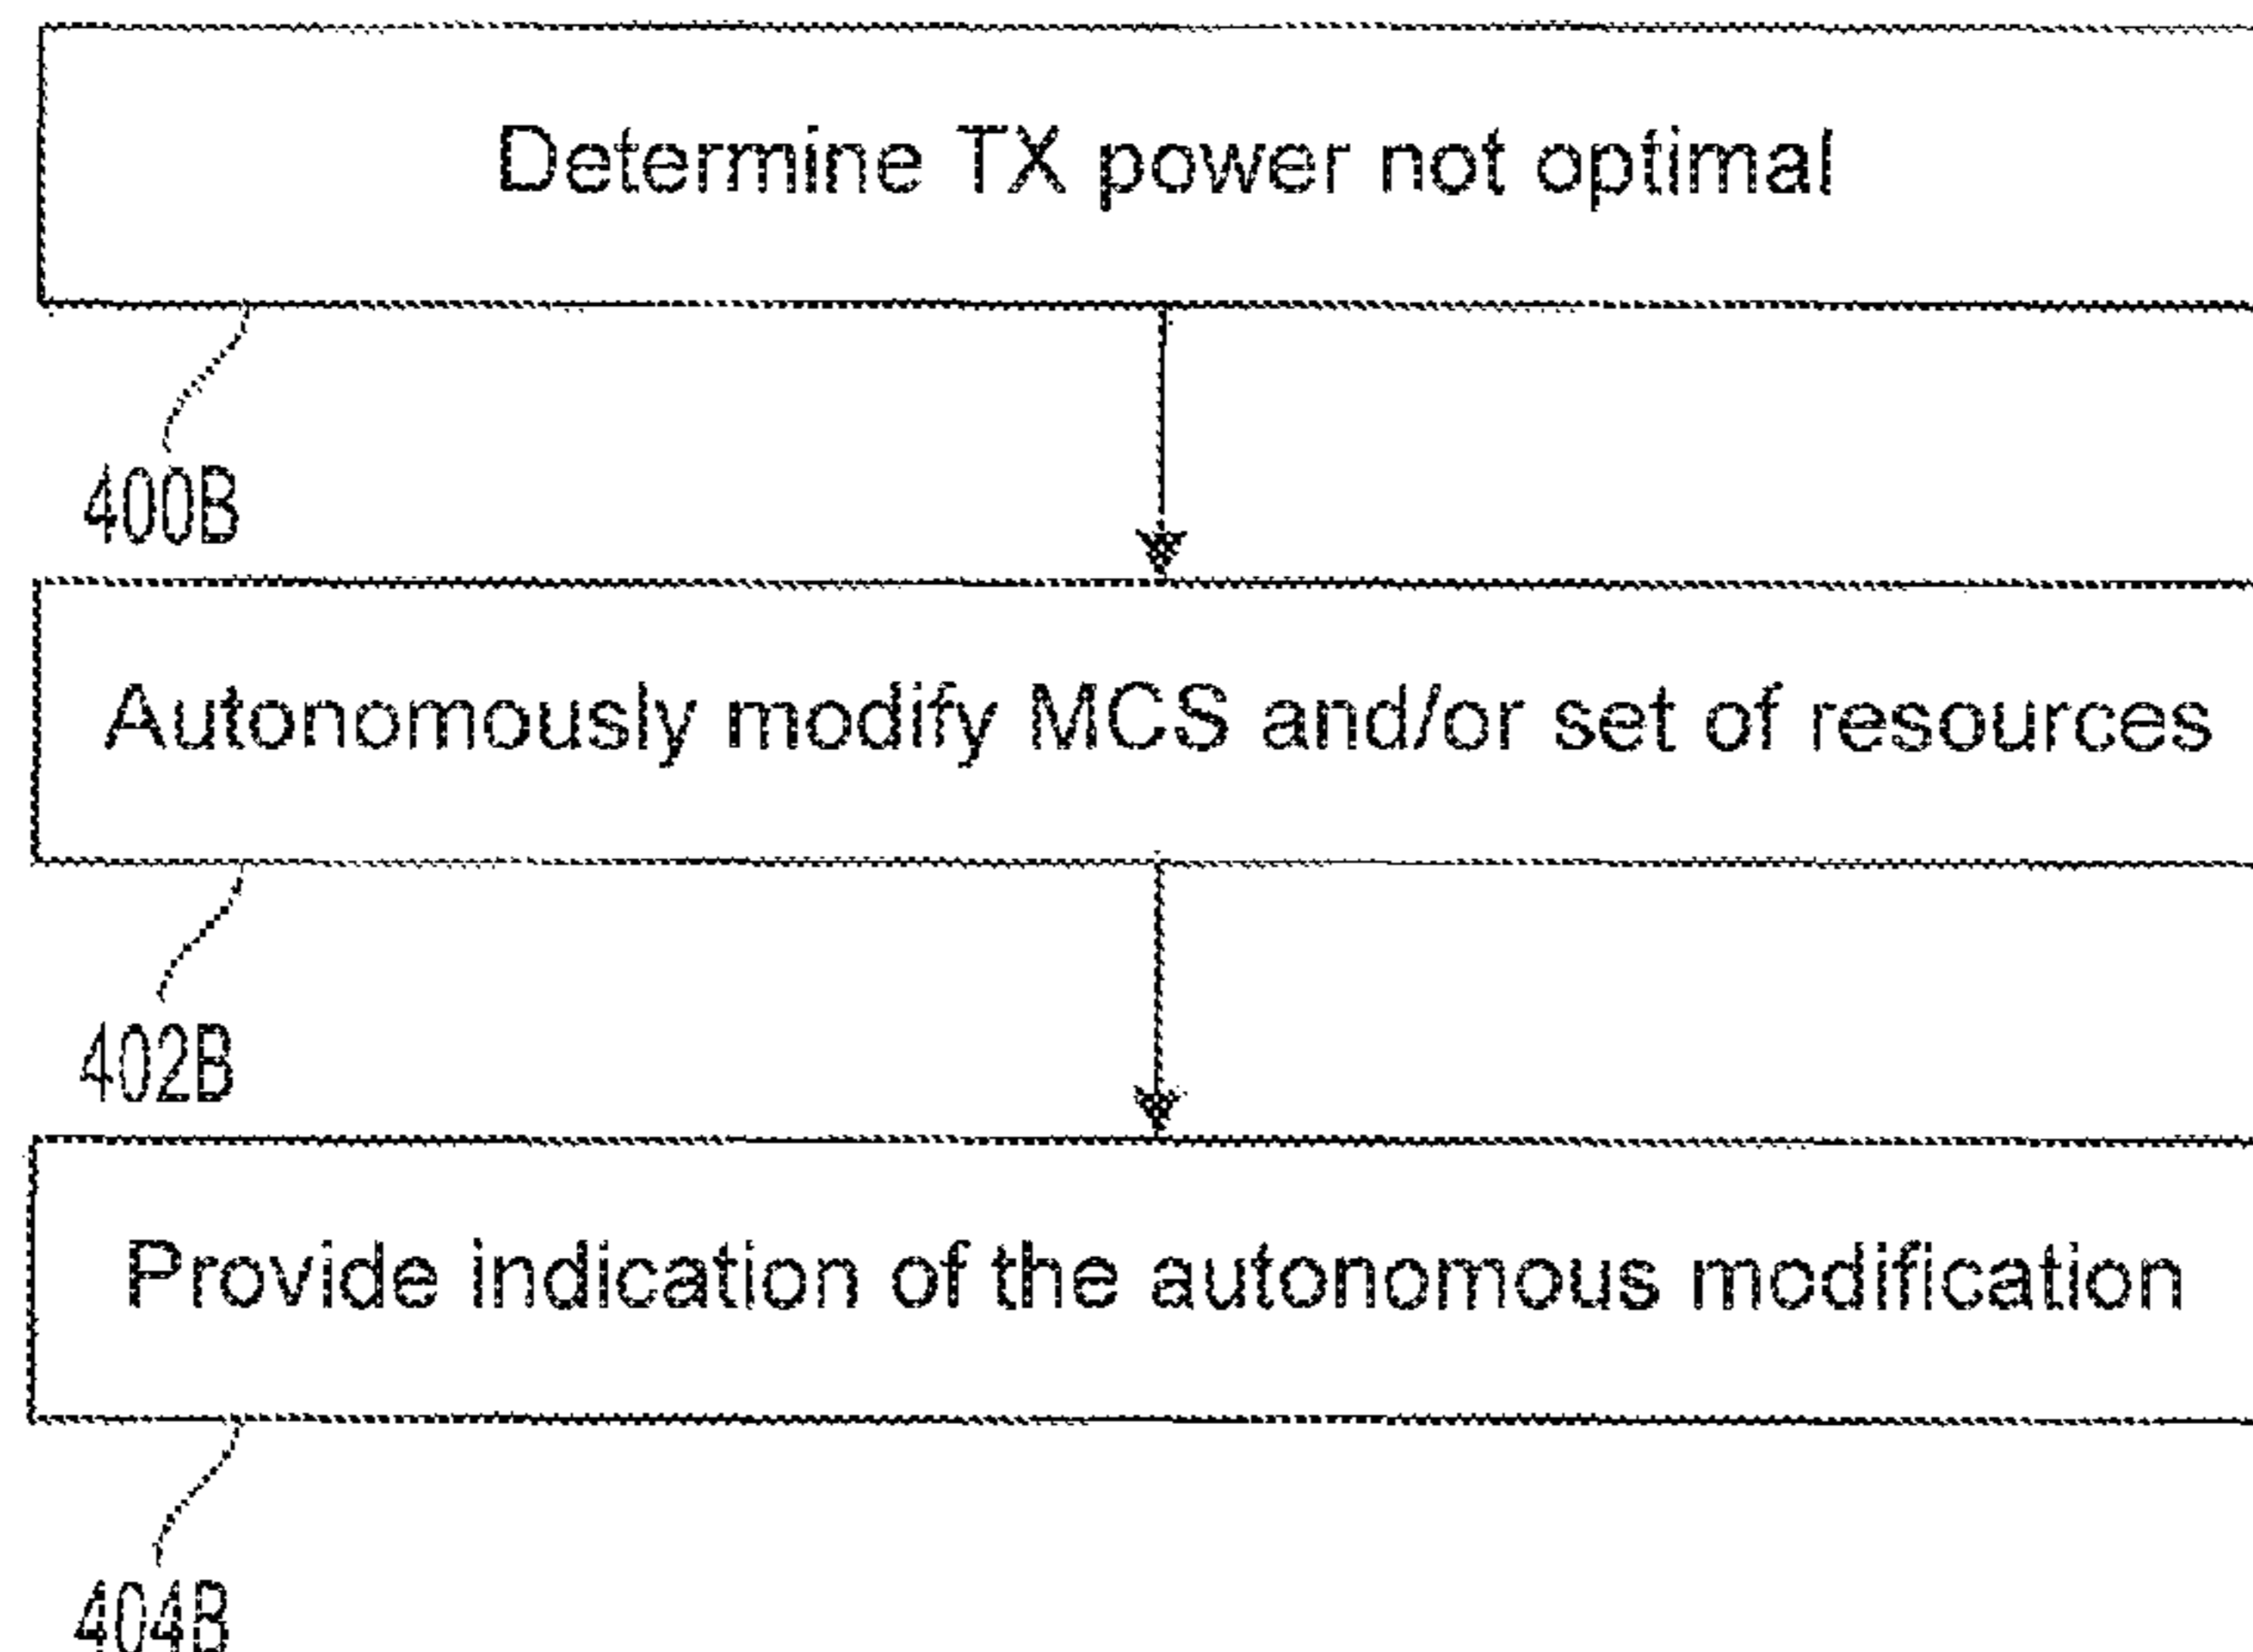 Determine TX power not optimal
400B
Autonomously modify MCS and/or set of resources
402B
Provide indication of the autonomous modification
404B